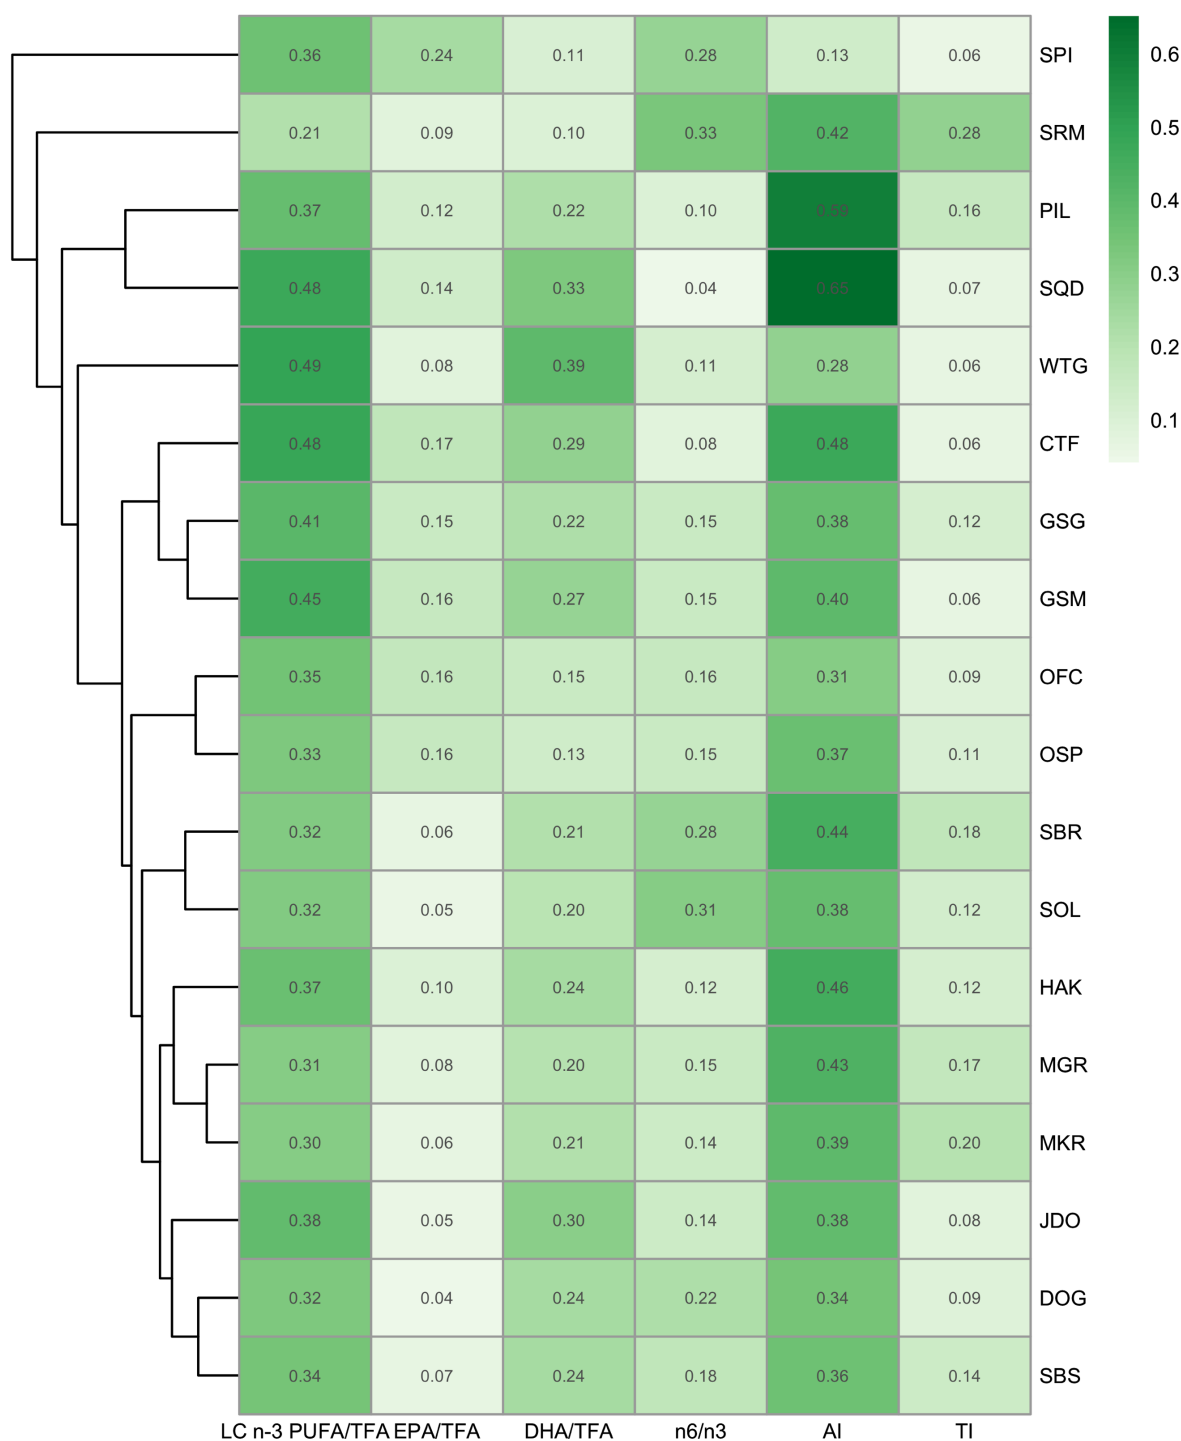 0.36 0.24 0.11 0.28 0.13 0.06 SPI
0.21 0.09 0.10 0.33 0.42 0.28 SRM
0.37 0.12 0.22 0.10 0.59 0.16 PIL
0.48 0.14 0.33 0.04 0.65 0.07 SQD
0.49 0.08 0.39 0.11 0.28 0.06 WTG
0.48 0.17 0.29 0.08 0.48 0.06 CTF
0.41 0.15 0.22 0.15 0.38 0.12 GSG
0.45 0.16 0.27 0.15 0.40 0.06 GSM
0.35 0.16 0.15 0.16 0.31 0.09 OFC
0.33 0.16 0.13 0.15 0.37 0.11 OSP
0.32 0.06 0.21 0.28 0.44 0.18 SBR
0.32 0.05 0.20 0.31 0.38 0.12 SOL
0.37 0.10 0.24 0.12 0.46 0.12 HAK
0.31 0.08 0.20 0.15 0.43 0.17 MGR
0.30 0.06 0.21 0.14 0.39 0.20 MKR
0.38 0.05 0.30 0.14 0.38 0.08 JDO
0.32 0.04 0.24 0.22 0.34 0.09 DOG
0.34 0.07 0.24 0.18 0.36 0.14 SBS
LC n-3 PUFA/TFA EPA/TFA DHA/TFA n6/n3 AI TI
0.6
0.5
0.4
0.3
0.2
0.1